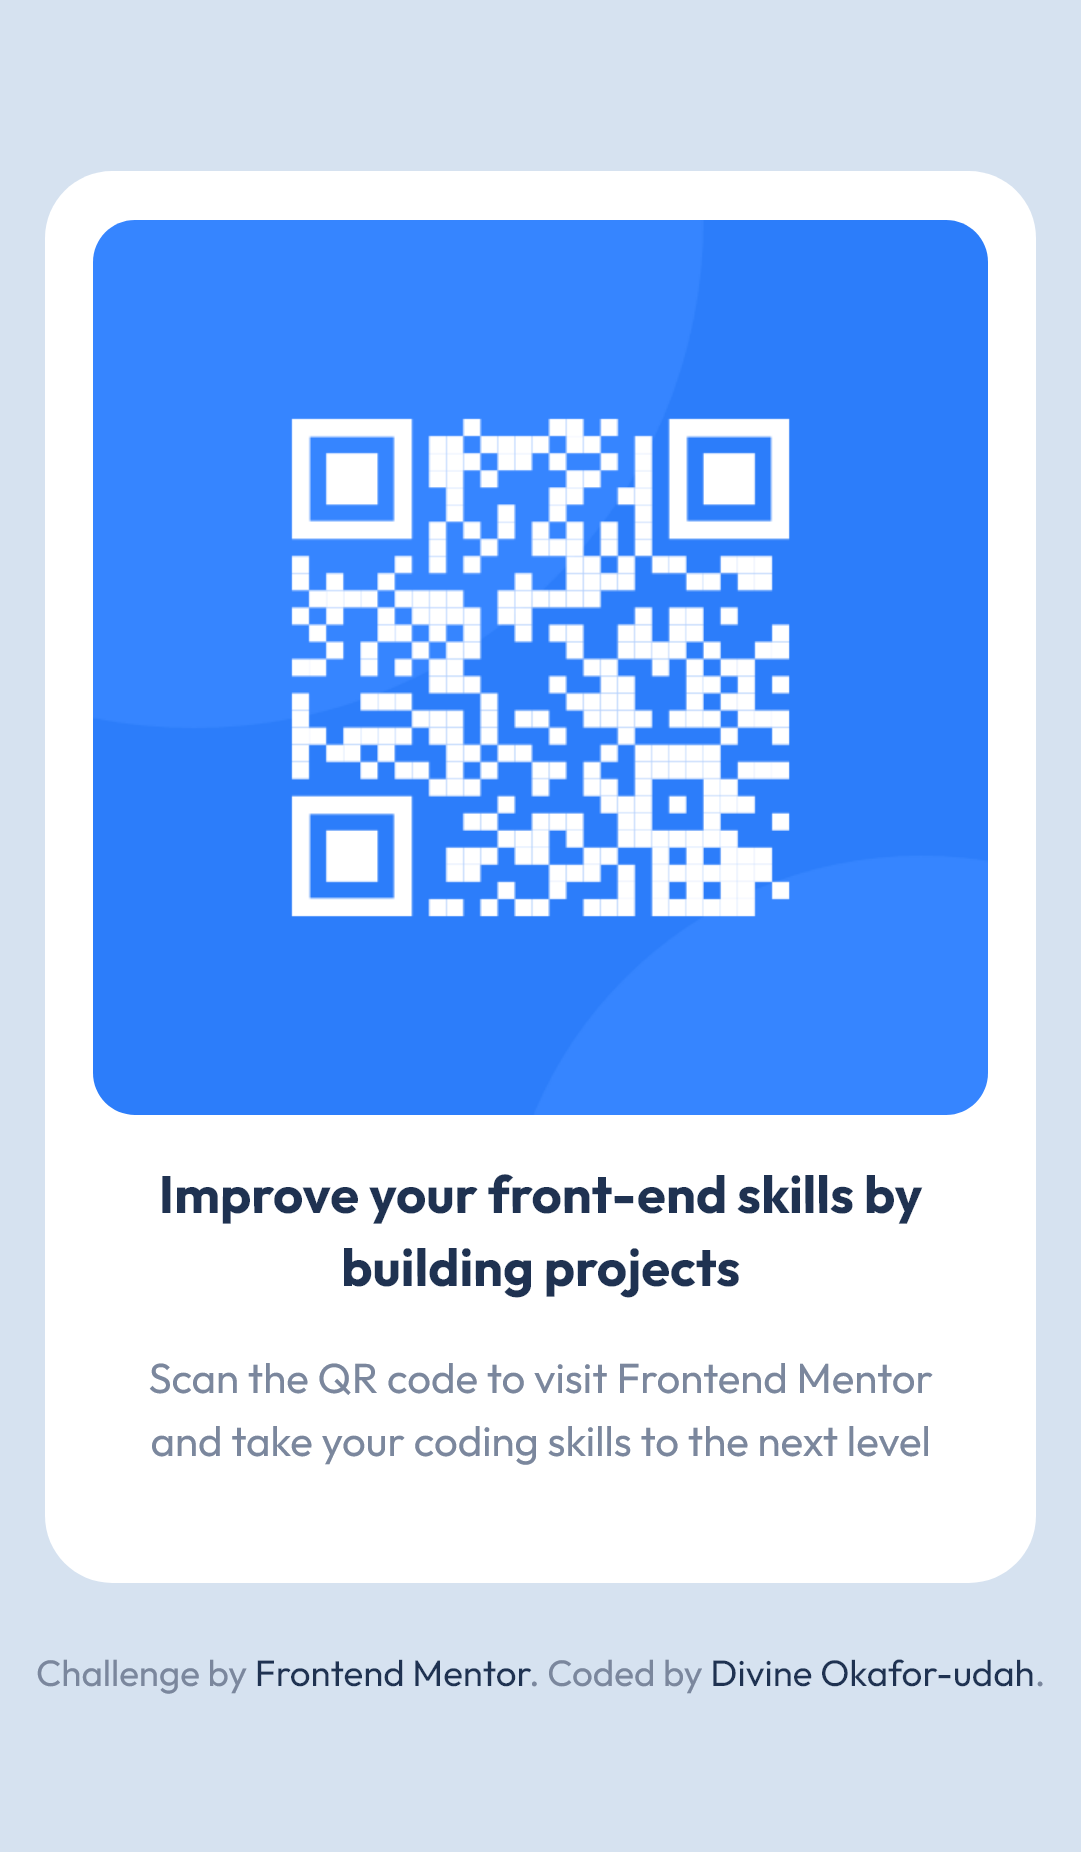 Improve your front-end skills by
building projects
Scan the QR code to visit Frontend Mentor
and take your coding skills to the next level
Challenge by Frontend Mentor. Coded by Divine Okafor-udah.